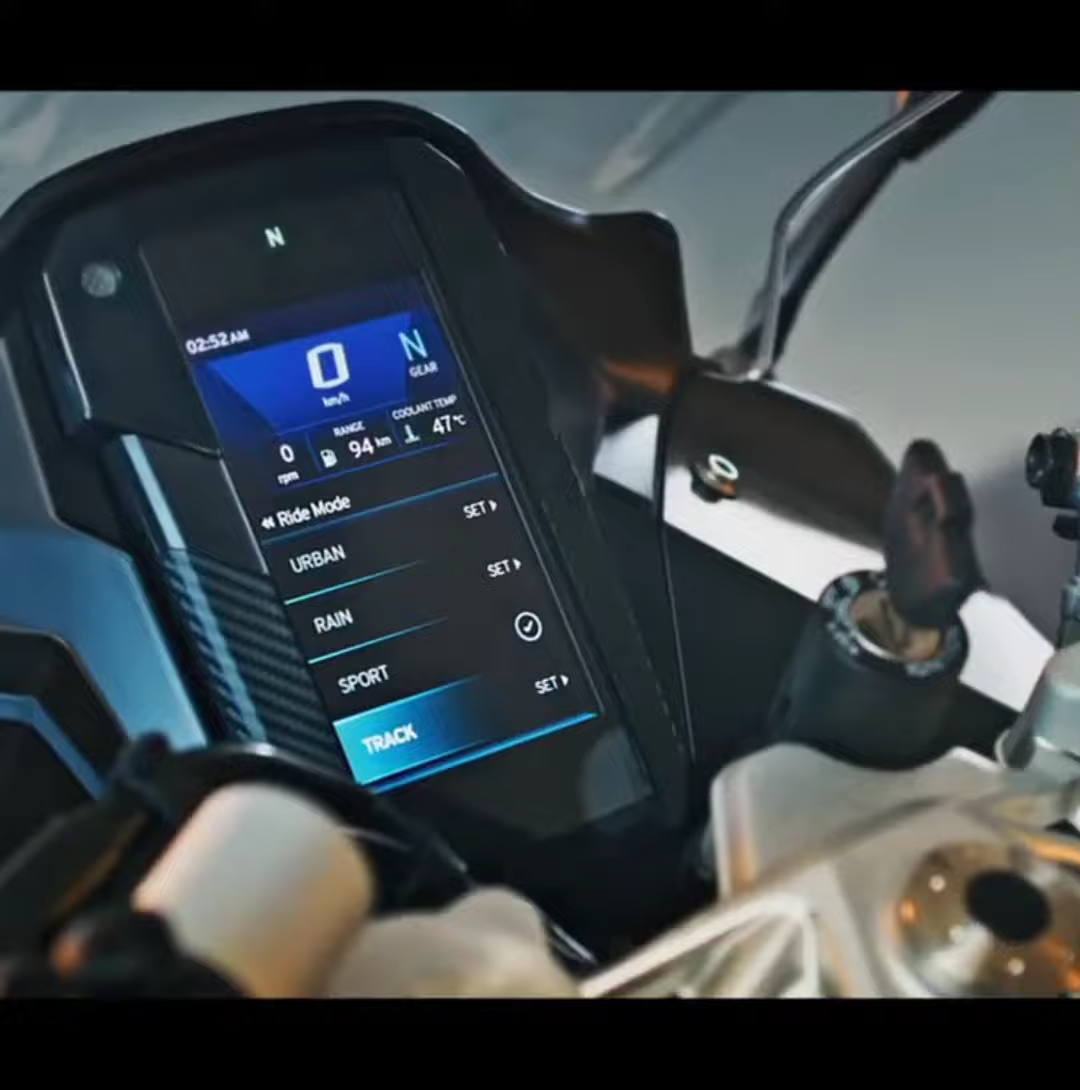 N
02:52 AM
0
km/h
N
GEAR
0
rpm
RANGE
94 km
COOLANT TEMP
47°C
Ride Mode
URBAN SET
RAIN SET
SPORT
TRACK SET